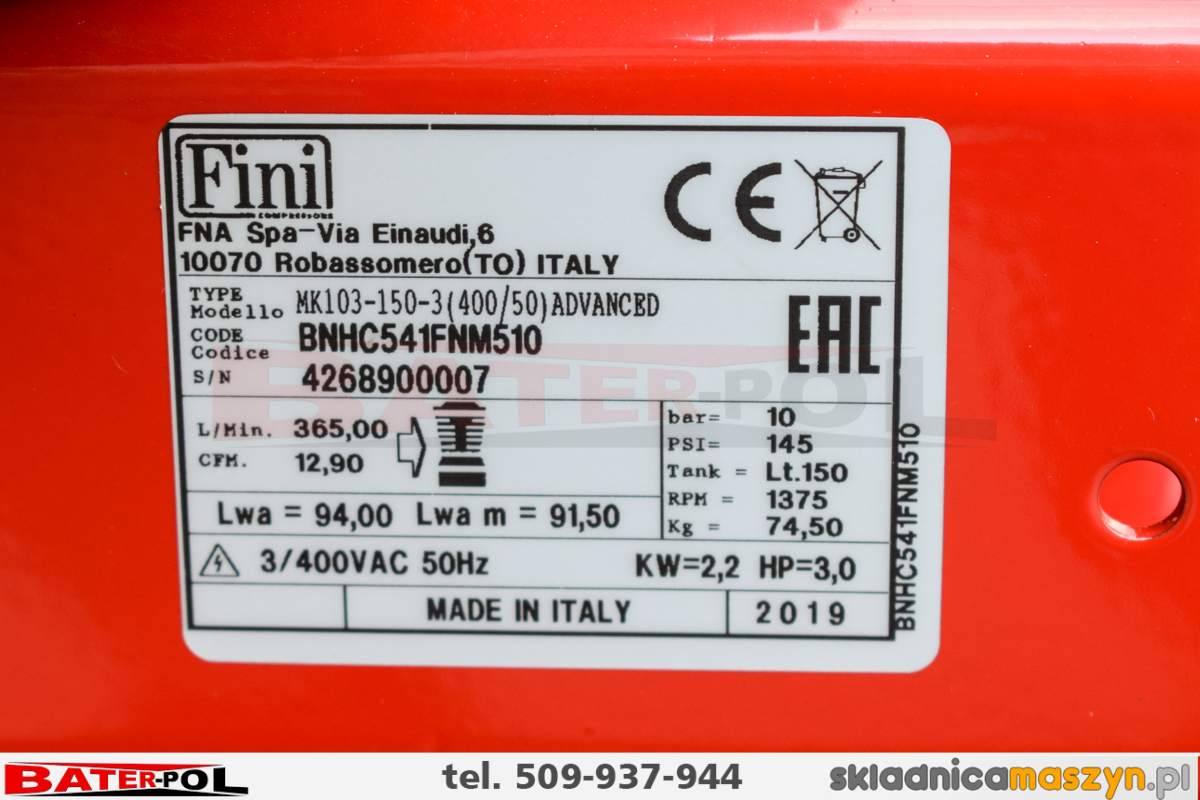 Fini
COMPRESSORS
FNA Spa-Via Einaudi,6
10070 Robassomero(TO) ITALY
CE
TYPE
Modello
MK103-150-3(400/50)ADVANCED
CODE
Codice
BNHC541FNM510
S/N 4268900007
EAC
BATER-POL
L/Min. 365,00
CFM. 12,90
bar= 10
PSI= 145
Tank = Lt.150
RPM = 1375
Kg = 74,50
Lwa = 94,00 Lwa m = 91,50
3/400VAC 50Hz KW=2,2 HP=3,0
MADE IN ITALY 2019
BNHC541FNM510
BATER-POL tel. 509-937-944 składnicamaszyn.pl